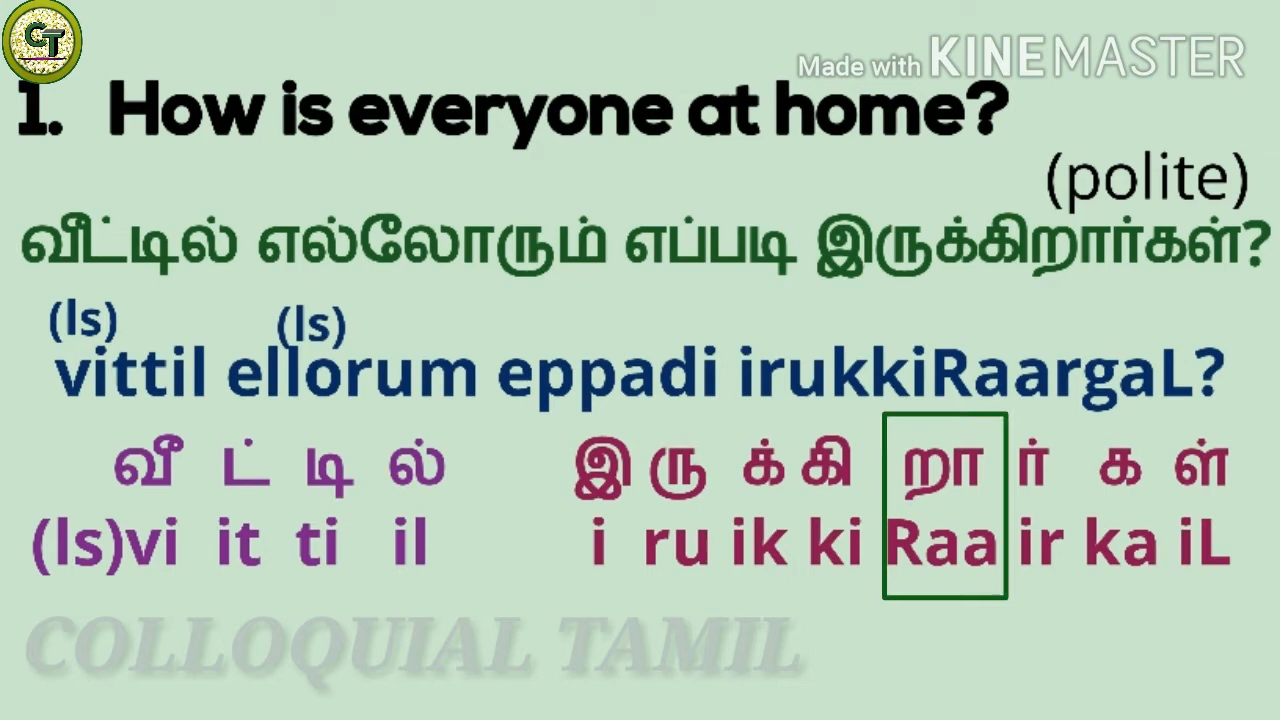 CT
Made with KINEMASTER
1. How is everyone at home?
(polite)
வீட்டில் எல்லோரும் எப்படி இருக்கிறார்கள்?
(ls) (ls)
vittil ellorum eppadi irukkiRaargaL?
வீ ட் டி ல் இ ரு க் கி றா ர் க ள்
(ls)vi it ti il i ru ik ki Raa ir ka iL
COLLOQUIAL TAMIL